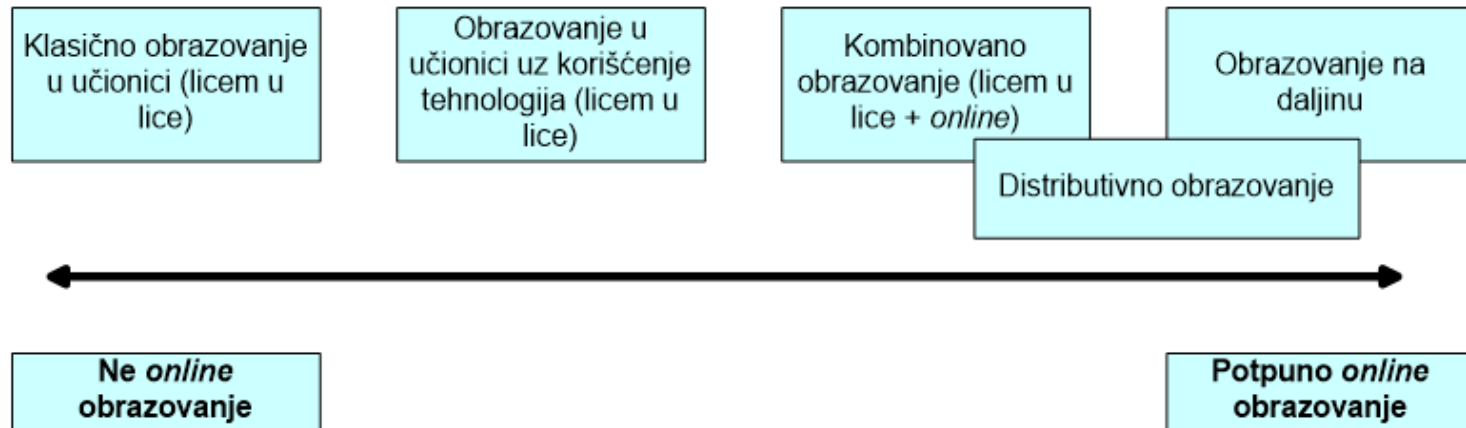 Klasično obrazovanje
u učionici (licem u
lice)
Obrazovanje u
učionici uz korišćenje
tehnologija (licem u
lice)
Kombinovano
obrazovanje (licem u
lice + online)
Obrazovanje na
daljinu
Distributivno obrazovanje
Ne online
obrazovanje
Potpuno online
obrazovanje